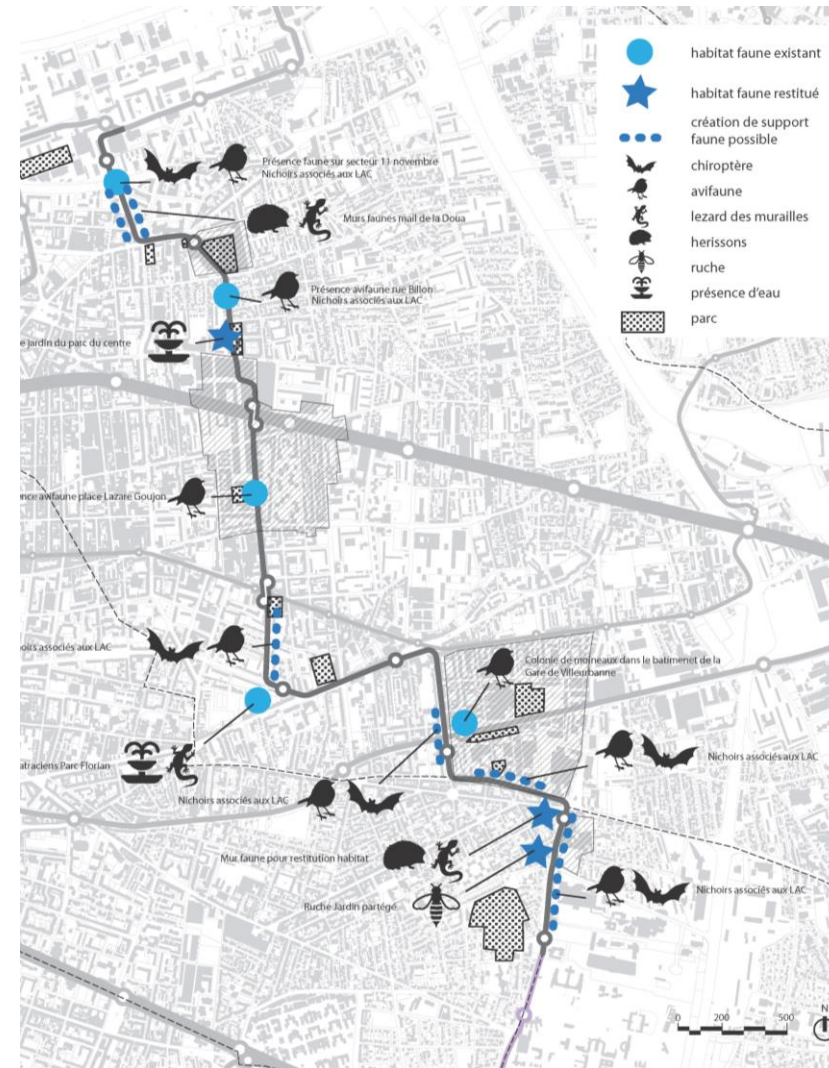 habitat faune existant
habitat faune restitué
création de support
faune possible
chiroptère
avifaune
lezard des murailles
herissons
ruche
présence d'eau
parc
Présence faune sur secteur 11 novembre
Nichoirs associés aux LAC
Murs faunes mail de la Doua
Présence avifaune rue Billon
Nichoirs associés aux LAC
e jardin du parc du centre
ence avifaune place Lazare Goujon
oirs associés aux LAC
Colonie de moineaux dans le batimenet de la
Gare de Villeurbanne
atraciens Parc Florian
Nichoirs associés aux LAC
Nichoirs associés aux LAC
Mur faune pour restitution habitat
Ruche Jardin partégé
Nichoirs associés aux LAC
0 200 500
N